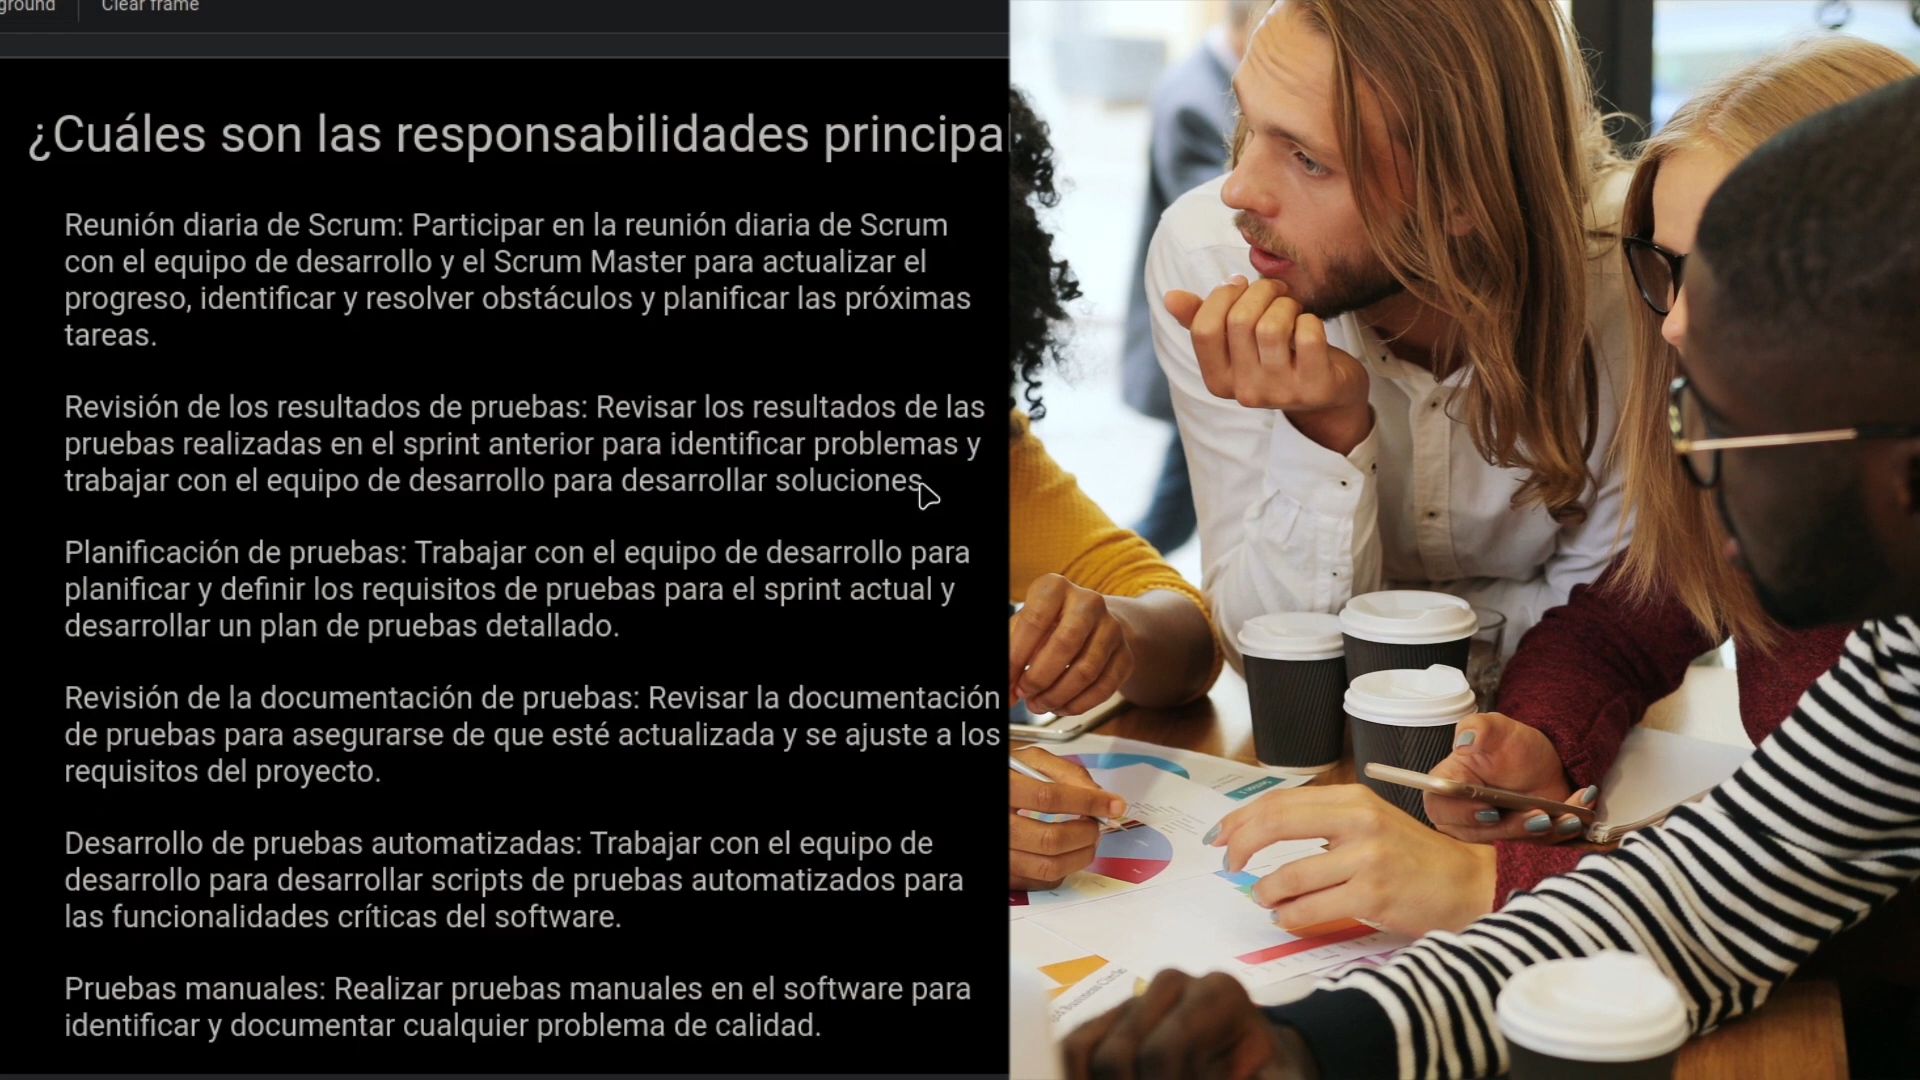 ground Clear frame
¿Cuáles son las responsabilidades principa
Reunión diaria de Scrum: Participar en la reunión diaria de Scrum
con el equipo de desarrollo y el Scrum Master para actualizar el
progreso, identificar y resolver obstáculos y planificar las próximas
tareas.
Revisión de los resultados de pruebas: Revisar los resultados de las
pruebas realizadas en el sprint anterior para identificar problemas y
trabajar con el equipo de desarrollo para desarrollar soluciones.
Planificación de pruebas: Trabajar con el equipo de desarrollo para
planificar y definir los requisitos de pruebas para el sprint actual y
desarrollar un plan de pruebas detallado.
Revisión de la documentación de pruebas: Revisar la documentación
de pruebas para asegurarse de que esté actualizada y se ajuste a los
requisitos del proyecto.
Desarrollo de pruebas automatizadas: Trabajar con el equipo de
desarrollo para desarrollar scripts de pruebas automatizados para
las funcionalidades críticas del software.
Pruebas manuales: Realizar pruebas manuales en el software para
identificar y documentar cualquier problema de calidad.